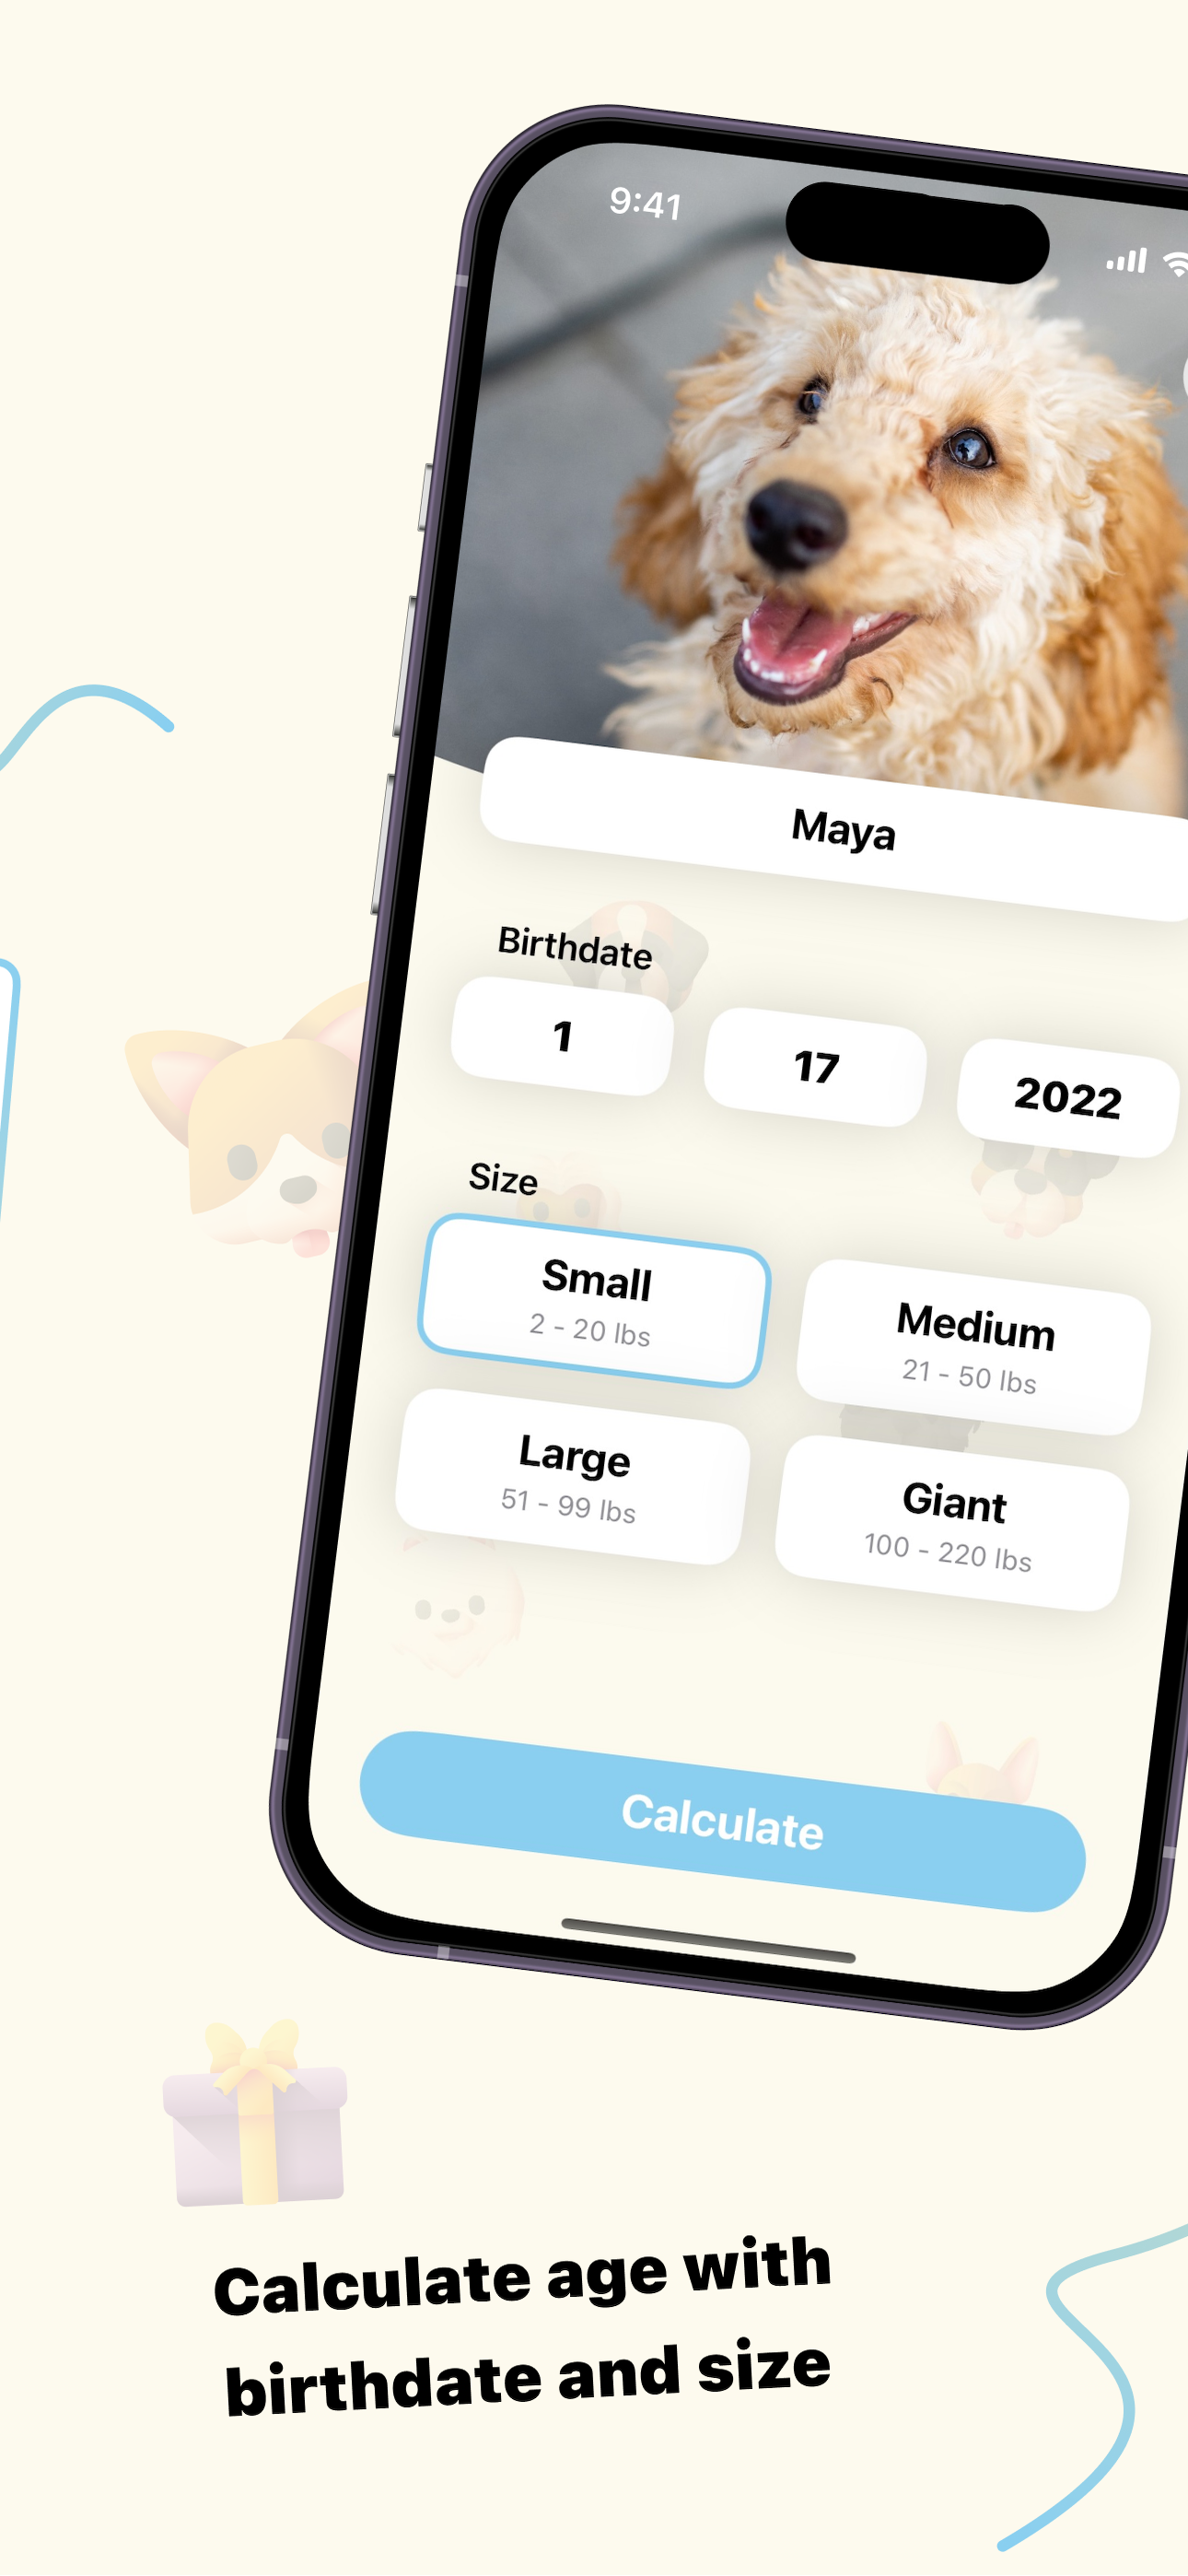 9:41
Maya
Birthdate
1
17
2022
Size
Small
2 - 20 lbs
Medium
21 - 50 lbs
Large
51 - 99 lbs
Giant
100 - 220 lbs
Calculate
Calculate age with
birthdate and size